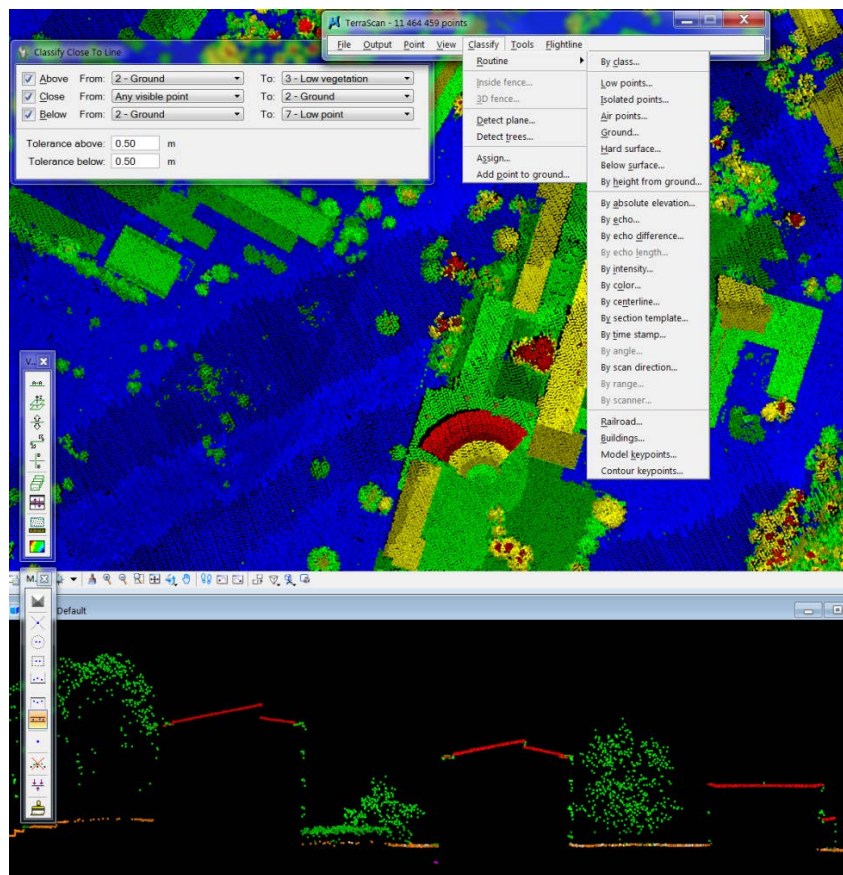 TerraScan - 11 464 459 points
File Output Point View Classify Tools Flightline
Classify Close To Line
Above From: 2 - Ground To: 3 - Low vegetation
Close From: Any visible point To: 2 - Ground
Below From: 2 - Ground To: 7 - Low point
Tolerance above: 0.50 m
Tolerance below: 0.50 m
Routine
Inside fence...
3D fence...
Detect plane...
Detect trees...
Assign...
Add point to ground...
By class...
Low points...
Isolated points...
Air points...
Ground...
Hard surface...
Below surface...
By height from ground...
By absolute elevation...
By echo...
By echo difference...
By echo length...
By intensity...
By color...
By centerline...
By section template...
By time stamp...
By angle...
By scan direction...
By range...
By scanner...
Railroad...
Buildings...
Model keypoints...
Contour keypoints...
V..
M..
Default